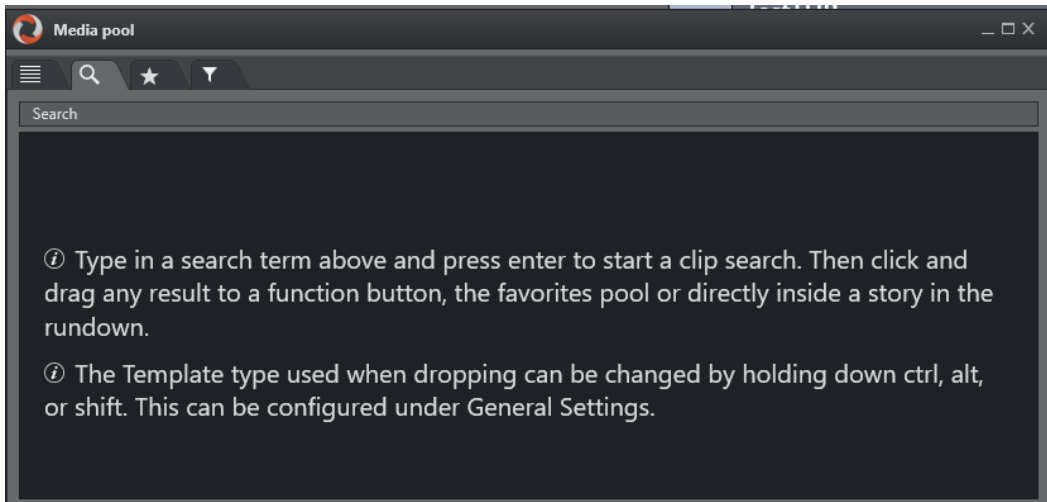 Media pool
Search
Type in a search term above and press enter to start a clip search. Then click and
drag any result to a function button, the favorites pool or directly inside a story in the
rundown.
The Template type used when dropping can be changed by holding down ctrl, alt,
or shift. This can be configured under General Settings.